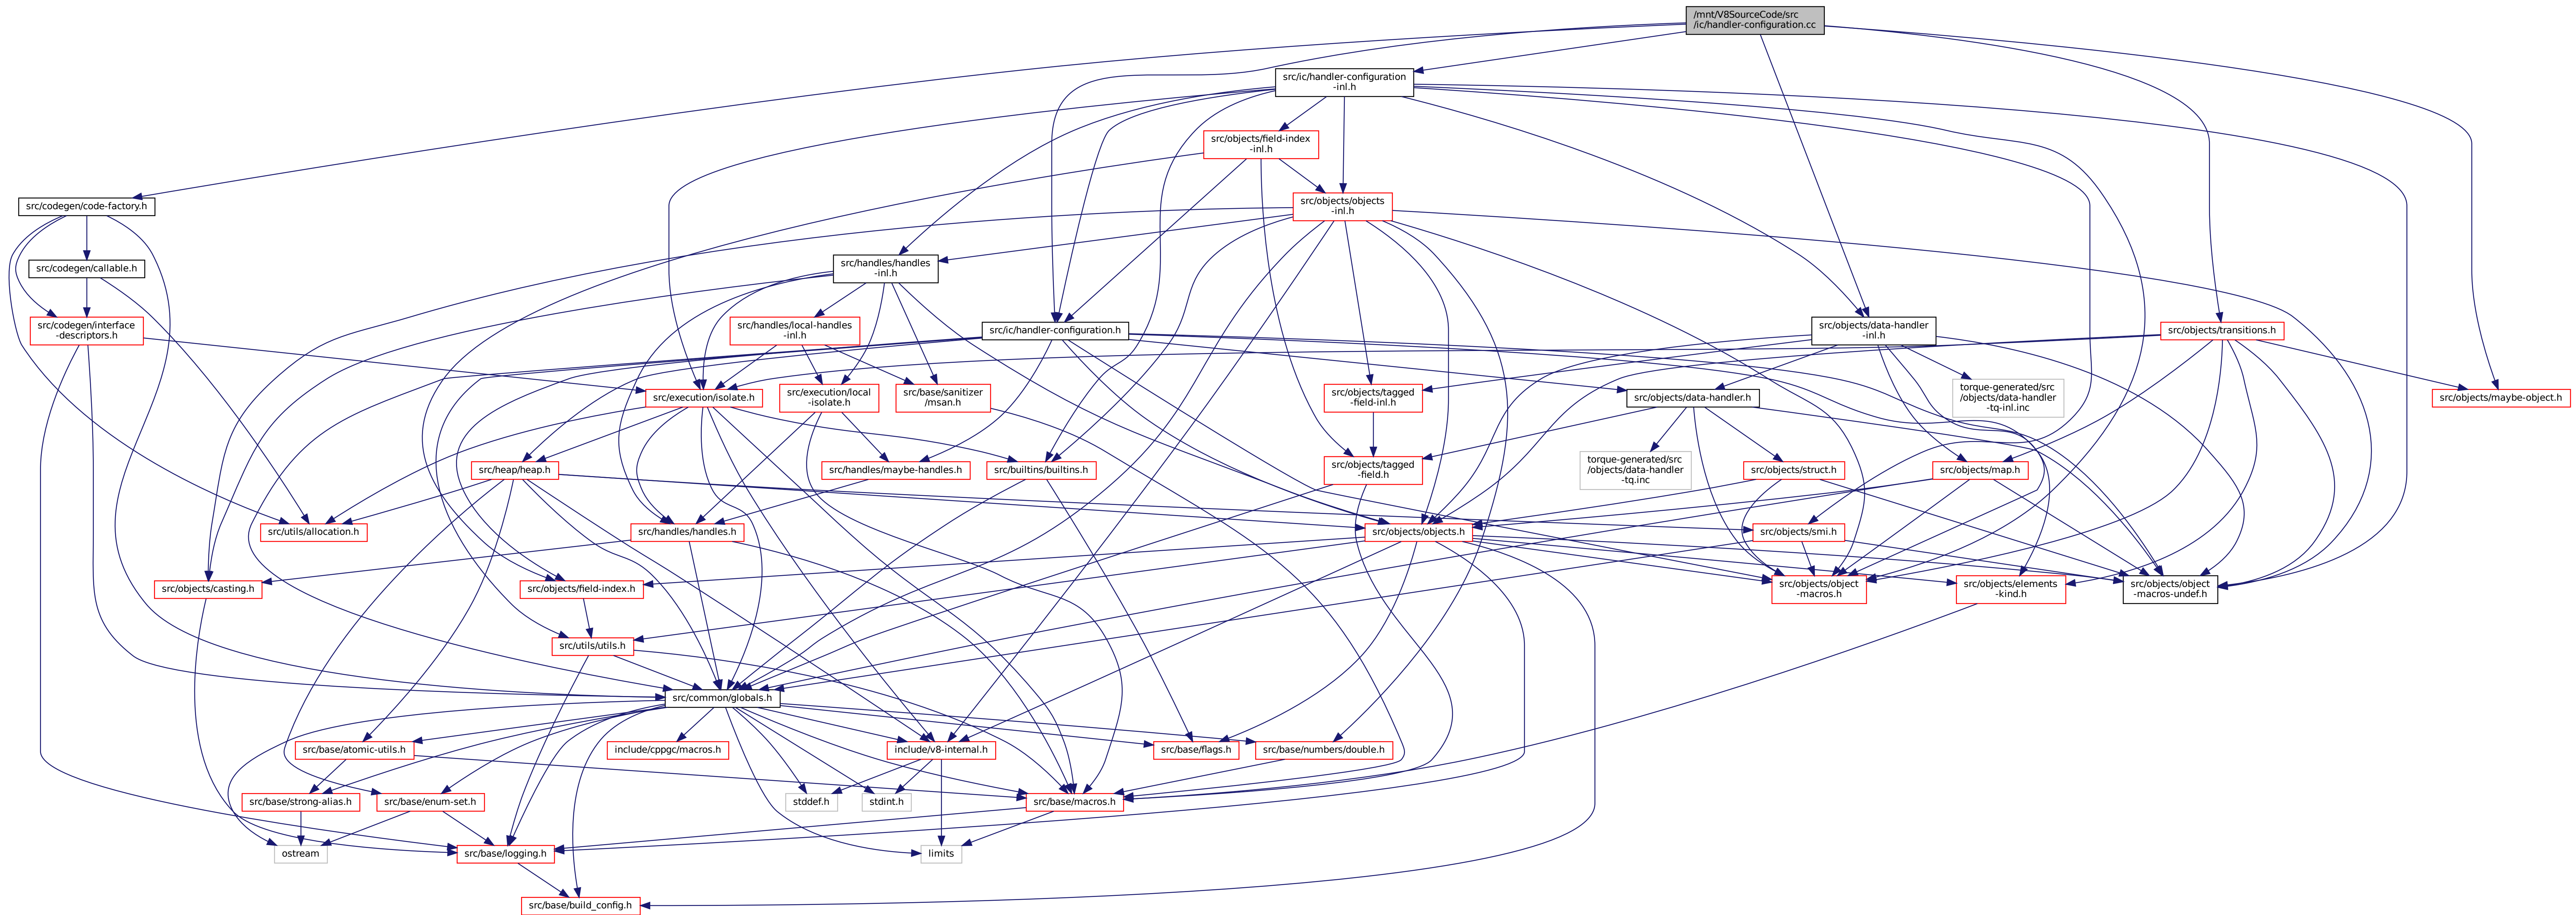 /mnt/V8SourceCode/src
/ic/handler-configuration.cc
src/ic/handler-configuration
-inl.h
src/objects/field-index
-inl.h
src/codegen/code-factory.h
src/objects/objects
-inl.h
src/codegen/callable.h
src/handles/handles
-inl.h
src/codegen/interface
-descriptors.h
src/handles/local-handles
-inl.h
src/ic/handler-configuration.h
src/objects/data-handler
-inl.h
src/objects/transitions.h
src/execution/isolate.h
src/execution/local
-isolate.h
src/base/sanitizer
/msan.h
src/objects/tagged
-field-inl.h
src/objects/data-handler.h
torque-generated/src
/objects/data-handler
-tq-inl.inc
src/objects/maybe-object.h
src/heap/heap.h
src/handles/maybe-handles.h
src/builtins/builtins.h
src/objects/tagged
-field.h
torque-generated/src
/objects/data-handler
-tq.inc
src/objects/struct.h
src/objects/map.h
src/utils/allocation.h
src/handles/handles.h
src/objects/objects.h
src/objects/smi.h
src/objects/casting.h
src/objects/field-index.h
src/objects/object
-macros.h
src/objects/elements
-kind.h
src/objects/object
-macros-undef.h
src/utils/utils.h
src/common/globals.h
src/base/atomic-utils.h
include/cppgc/macros.h
include/v8-internal.h
src/base/flags.h
src/base/numbers/double.h
src/base/strong-alias.h
src/base/enum-set.h
stddef.h
stdint.h
src/base/macros.h
ostream
src/base/logging.h
limits
src/base/build_config.h